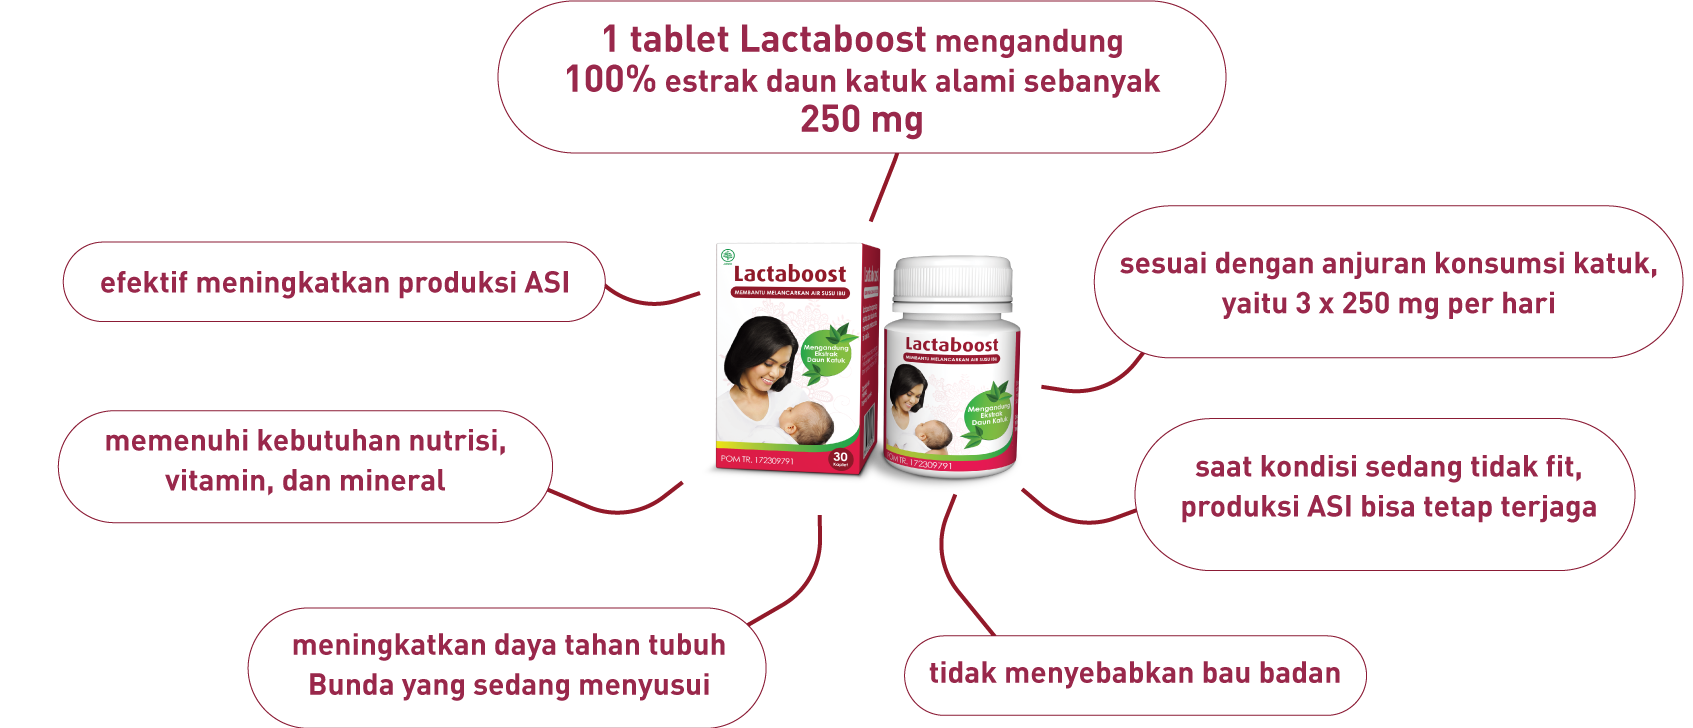 1 tablet Lactaboost mengandung
100% estrak daun katuk alami sebanyak
250 mg
efektif meningkatkan produksi ASI
sesuai dengan anjuran konsumsi katuk,
yaitu 3 x 250 mg per hari
Lactaboost
MEMBANTU MELANCARKAN AIR SUSU IBU
Mengandung
Ekstrak
Daun Katuk
POM TR. 172309791
30
Kaplet
Lactaboost
MEMBANTU MELANCARKAN AIR SUSU IBU
Mengandung
Ekstrak
Daun Katuk
POM TR. 172309791
memenuhi kebutuhan nutrisi,
vitamin, dan mineral
saat kondisi sedang tidak fit,
produksi ASI bisa tetap terjaga
meningkatkan daya tahan tubuh
Bunda yang sedang menyusui
tidak menyebabkan bau badan